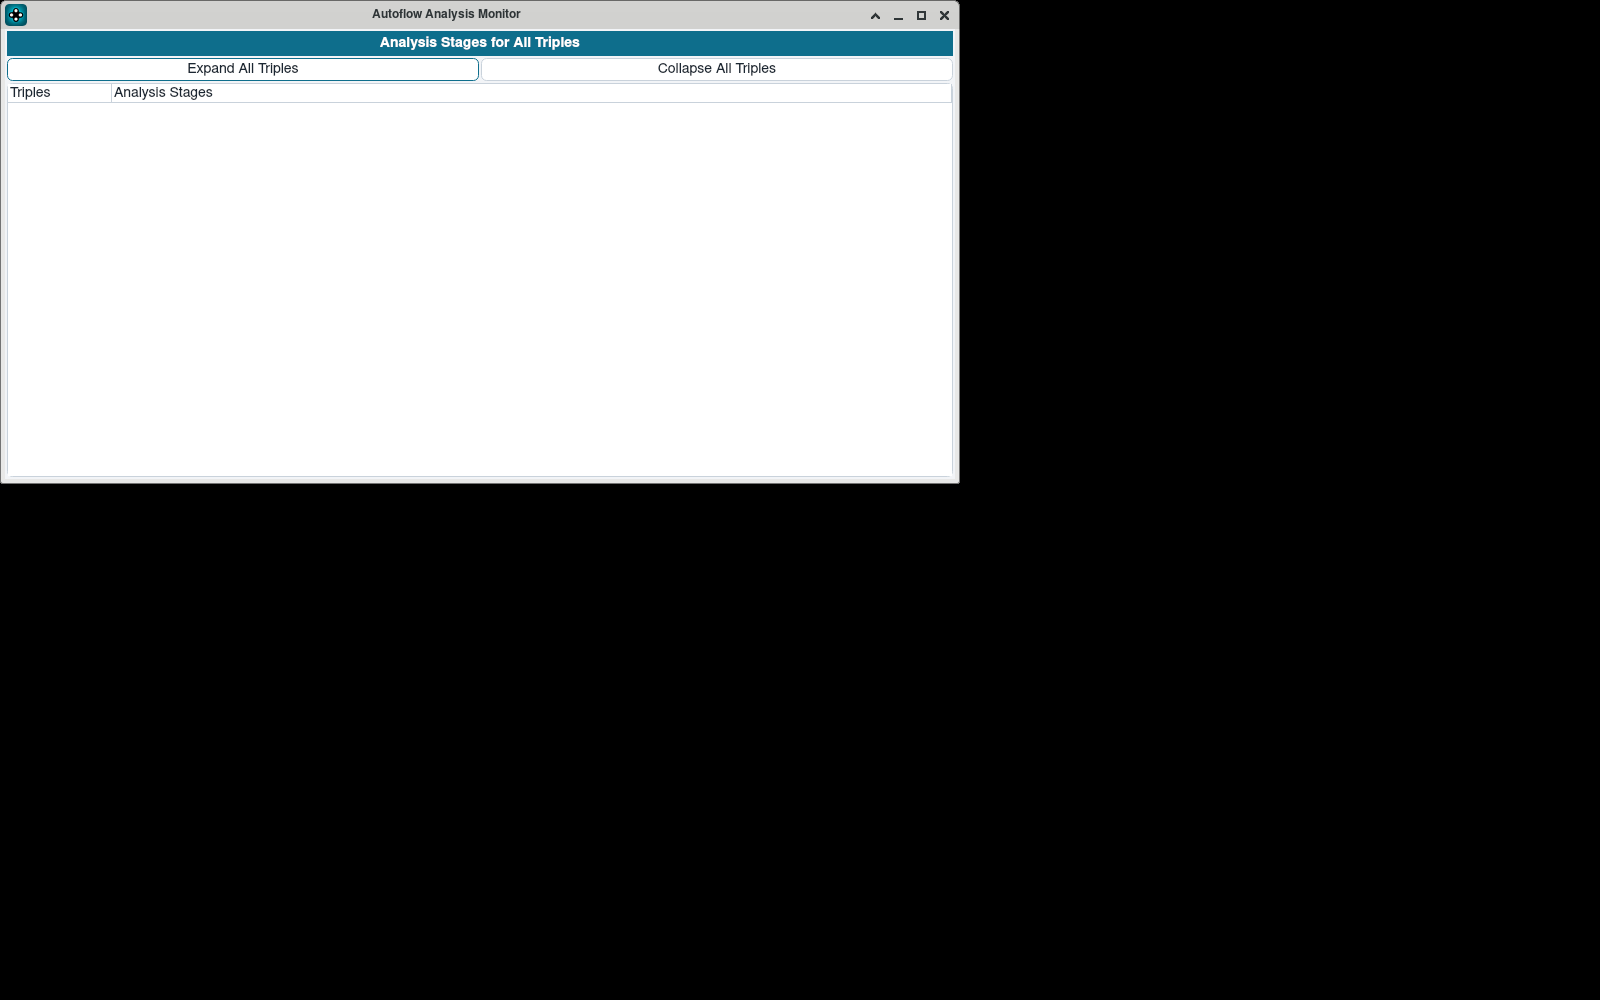 Autoflow Analysis Monitor
Analysis Stages for All Triples
Expand All Triples
Collapse All Triples
Triples
Analysis Stages